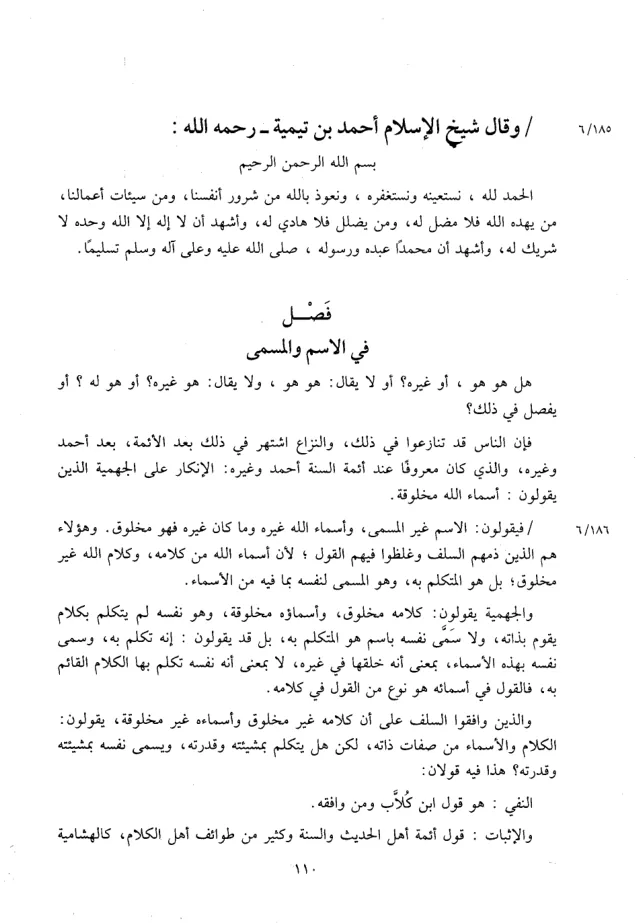 ٦/١٨٥ / وقال شيخ الإسلام أحمد بن تيمية ـ رحمه الله :
بسم الله الرحمن الرحيم
الحمد لله ، نستعينه ونستغفره ، ونعوذ بالله من شرور أنفسنا، ومن سيئات أعمالنا،
من يهده الله فلا مضل له، ومن يضلل فلا هادي له، وأشهد أن لا إله إلا الله وحده لا
شريك له، وأشهد أن محمدًا عبده ورسوله ، صلى الله عليه وعلى آله وسلم تسليمًا.
فَصْــل
في الاسم والمسمى
هل هو هو ، أو غيره؟ أو لا يقال: هو هو ، ولا يقال: هو غيره؟ أو هو له ؟ أو
يفصل في ذلك؟
فإن الناس قد تنازعوا في ذلك، والنزاع اشتهر في ذلك بعد الأئمة، بعد أحمد
وغيره، والذي كان معروفًا عند أئمة السنة أحمد وغيره: الإنكار على الجهمية الذين
يقولون : أسماء الله مخلوقة.
٦/١٨٦ / فيقولون: الاسم غير المسمى، وأسماء الله غيره وما كان غيره فهو مخلوق. وهؤلاء
هم الذين ذمهم السلف وغلظوا فيهم القول ؛ لأن أسماء الله من كلامه، وكلام الله غير
مخلوق؛ بل هو المتكلم به، وهو المسمى لنفسه بما فيه من الأسماء.
والجهمية يقولون: كلامه مخلوق، وأسماؤه مخلوقة، وهو نفسه لم يتكلم بكلام
يقوم بذاته، ولا سَمَّى نفسه باسم هو المتكلم به، بل قد يقولون : إنه تكلم به، وسمى
نفسه بهذه الأسماء، بمعنى أنه خلقها في غيره، لا بمعنى أنه نفسه تكلم بها الكلام القائم
به، فالقول في أسمائه هو نوع من القول في كلامه.
والذين وافقوا السلف على أن كلامه غير مخلوق وأسماءه غير مخلوقة، يقولون:
الكلام والأسماء من صفات ذاته، لكن هل يتكلم بمشيئته وقدرته، ويسمى نفسه بمشيئته
وقدرته؟ هذا فيه قولان:
النفي : هو قول ابن كُلاَّب ومن وافقه.
والإثبات : قول أئمة أهل الحديث والسنة وكثير من طوائف أهل الكلام، كالهشامية
١١٠